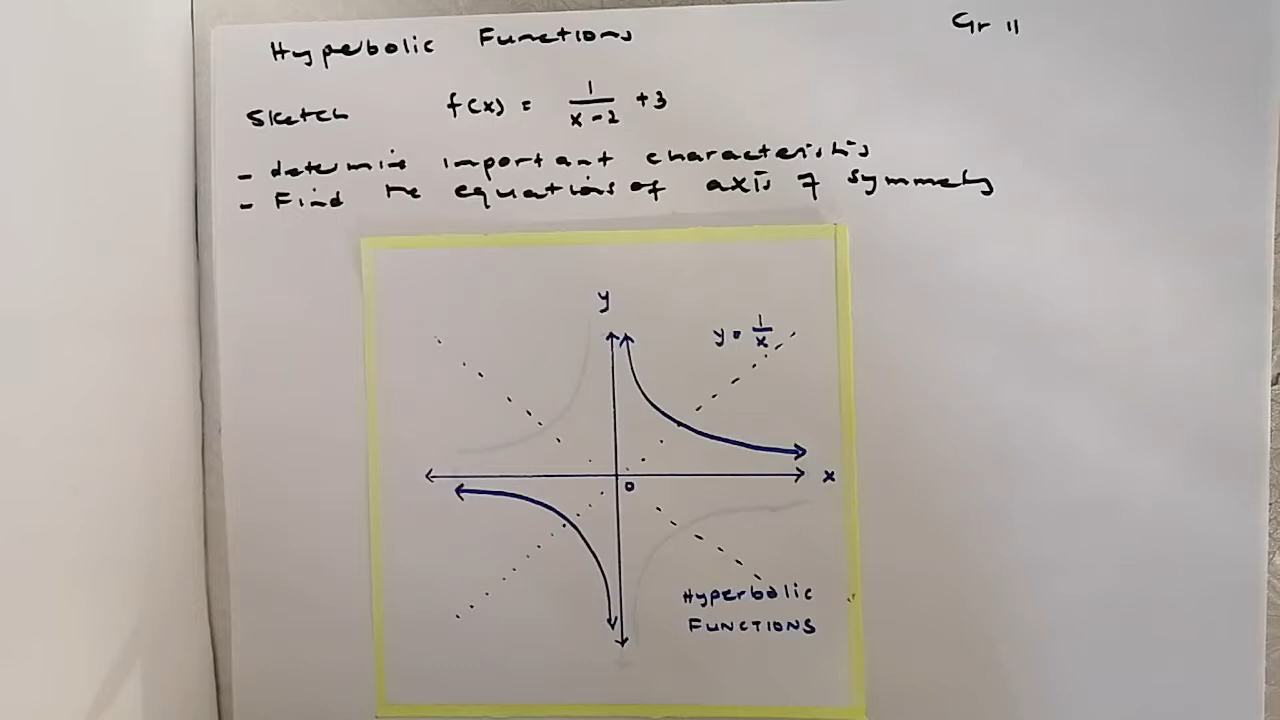 Hyperbolic Functions
Gr 11
Sketch f(x) = 1/(x-2) + 3
- determine important characteristics
- Find the equations of axis of symmetry
y
y = 1/x
x
0
Hyperbolic
FUNCTIONS